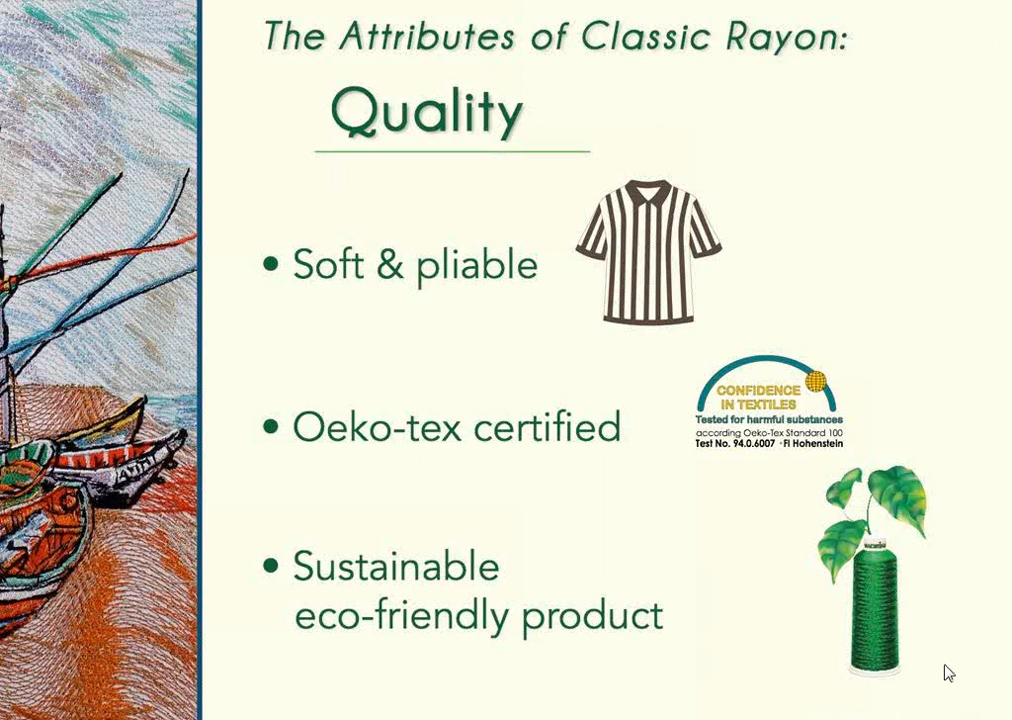 The Attributes of Classic Rayon:
Quality
• Soft & pliable
• Oeko-tex certified
CONFIDENCE
IN TEXTILES
Tested for harmful substances
according Oeko-Tex Standard 100
Test No. 94.0.6007 · FI Hohenstein
• Sustainable
eco-friendly product